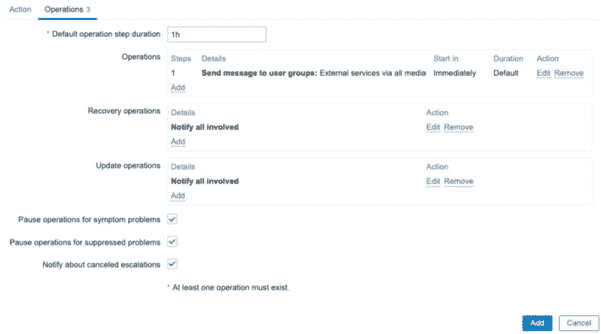 Action Operations 3
* Default operation step duration 1h
Operations Steps Details Start in Duration Action
1 Send message to user groups: External services via all media Immediately Default Edit Remove
Add
Recovery operations Details Action
Notify all involved Edit Remove
Add
Update operations Details Action
Notify all involved Edit Remove
Add
Pause operations for symptom problems
Pause operations for suppressed problems
Notify about canceled escalations
* At least one operation must exist.
Add Cancel